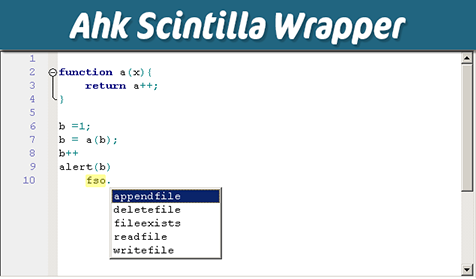 Ahk Scintilla Wrapper
1
2 function a(x){
3 return a++;
4 }
5
6 b =1;
7 b = a(b);
8 b++
9 alert(b)
10 fso.
appendfile
deletefile
fileexists
readfile
writefile